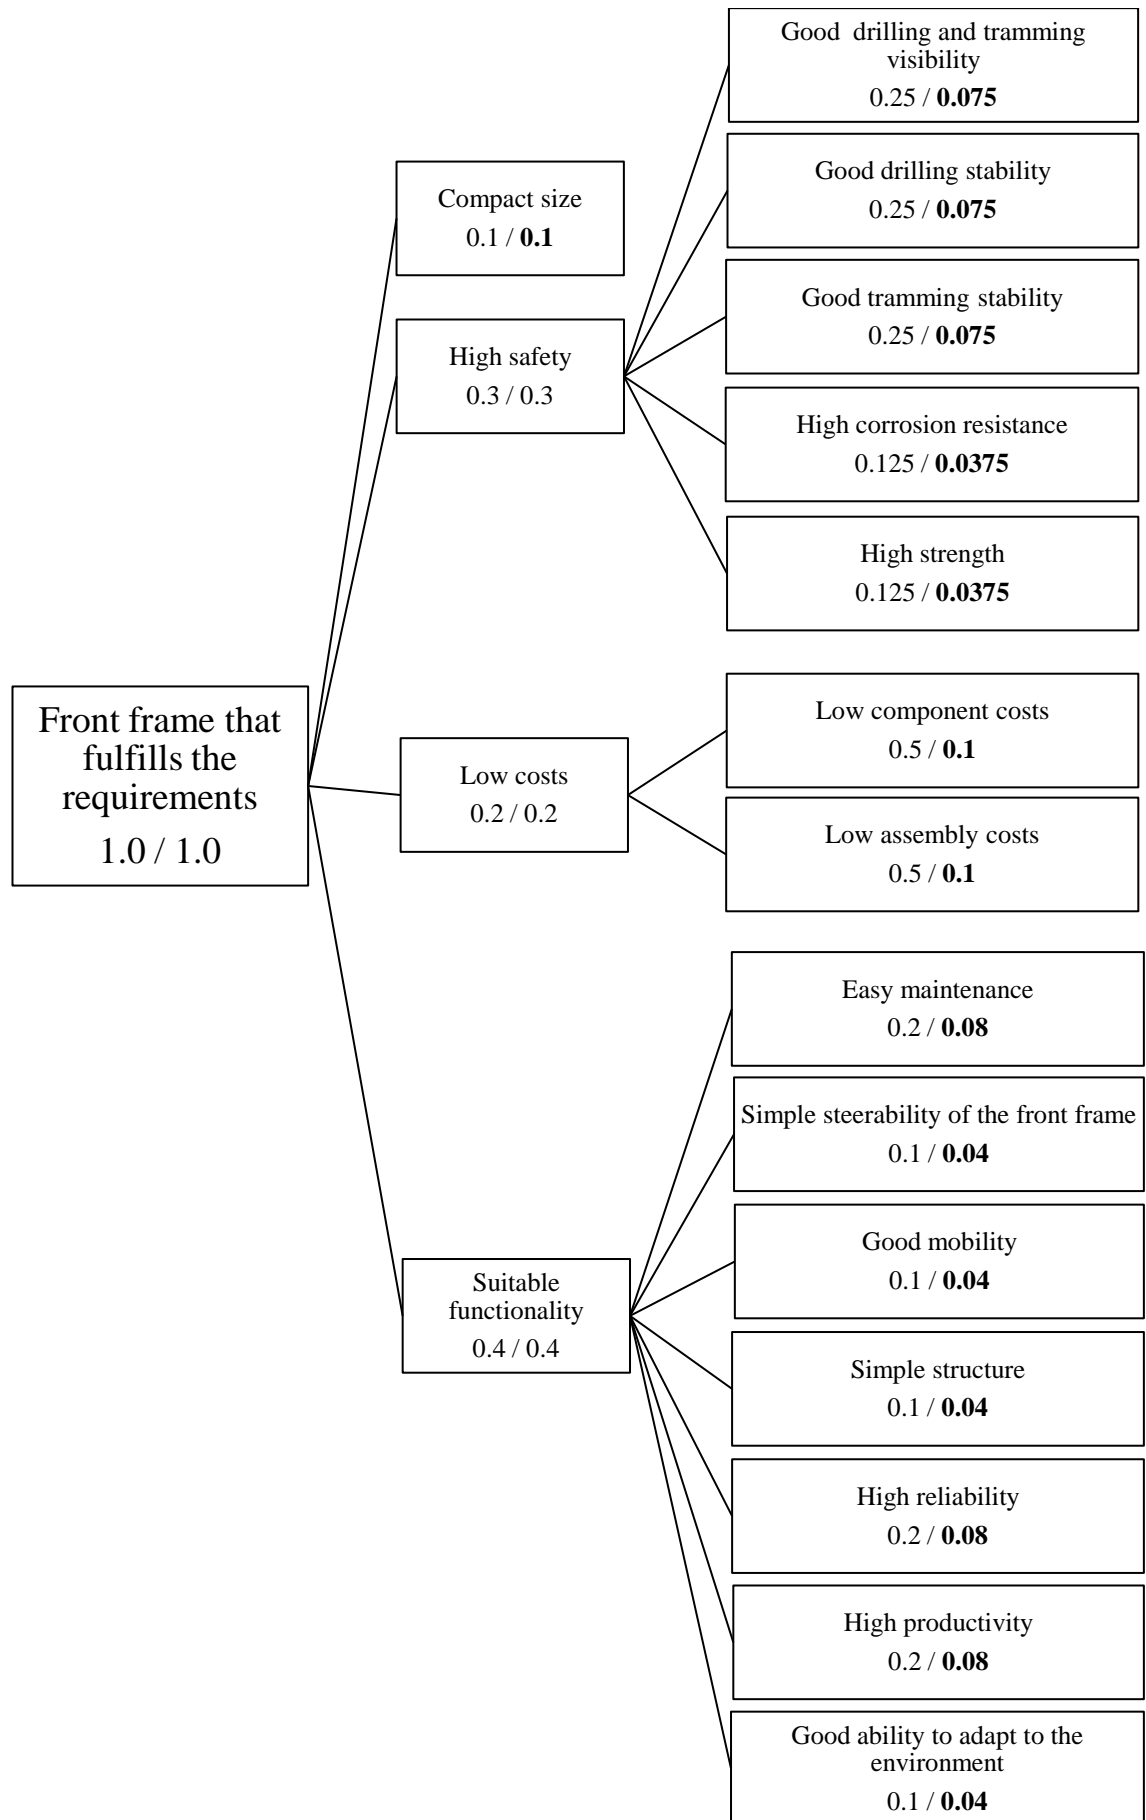 Front frame that
fulfills the
requirements
1.0 / 1.0
Compact size
0.1 / 0.1
High safety
0.3 / 0.3
Low costs
0.2 / 0.2
Suitable
functionality
0.4 / 0.4
Good drilling and tramming
visibility
0.25 / 0.075
Good drilling stability
0.25 / 0.075
Good tramming stability
0.25 / 0.075
High corrosion resistance
0.125 / 0.0375
High strength
0.125 / 0.0375
Low component costs
0.5 / 0.1
Low assembly costs
0.5 / 0.1
Easy maintenance
0.2 / 0.08
Simple steerability of the front frame
0.1 / 0.04
Good mobility
0.1 / 0.04
Simple structure
0.1 / 0.04
High reliability
0.2 / 0.08
High productivity
0.2 / 0.08
Good ability to adapt to the
environment
0.1 / 0.04